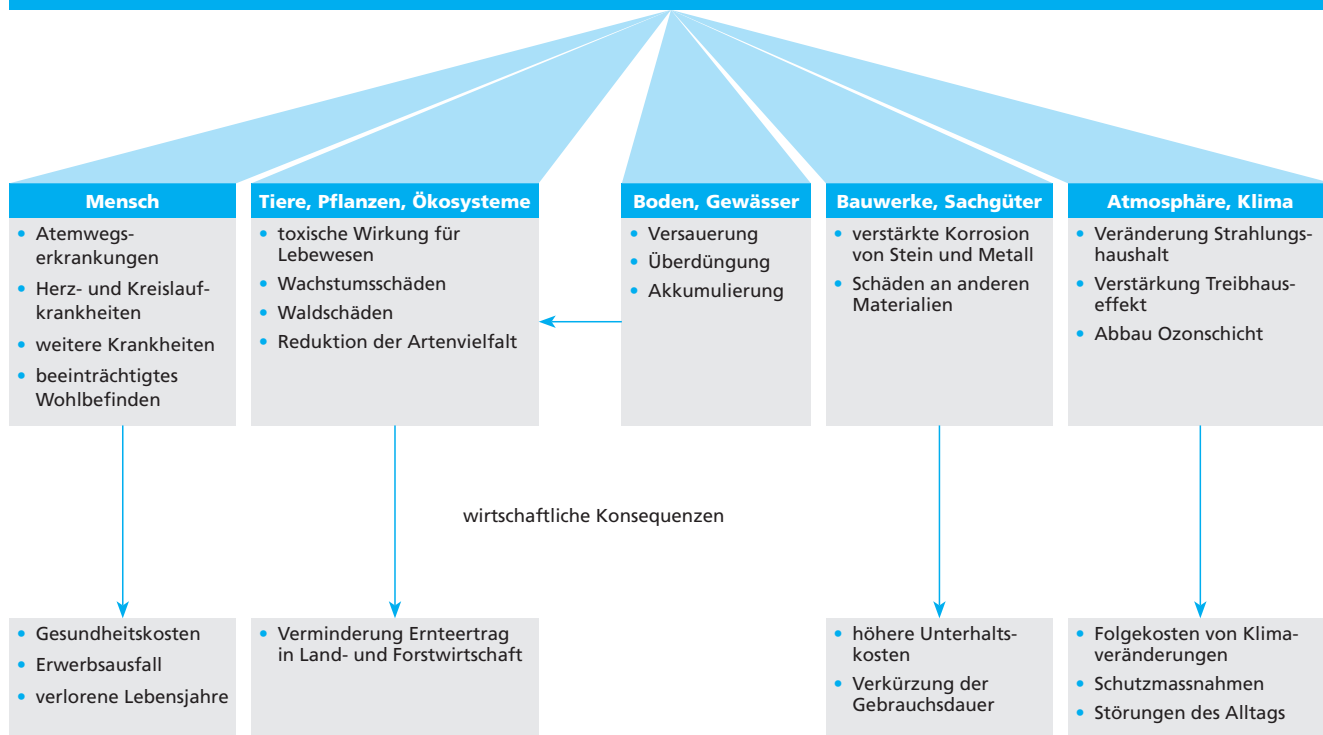 Mensch
• Atemwegs-
erkrankungen
• Herz- und Kreislauf-
krankheiten
• weitere Krankheiten
• beeinträchtigtes
Wohlbefinden
Tiere, Pflanzen, Ökosysteme
• toxische Wirkung für
Lebewesen
• Wachstumsschäden
• Waldschäden
• Reduktion der Artenvielfalt
Boden, Gewässer
• Versauerung
• Überdüngung
• Akkumulierung
Bauwerke, Sachgüter
• verstärkte Korrosion
von Stein und Metall
• Schäden an anderen
Materialien
Atmosphäre, Klima
• Veränderung Strahlungs-
haushalt
• Verstärkung Treibhaus-
effekt
• Abbau Ozonschicht
wirtschaftliche Konsequenzen
• Gesundheitskosten
• Erwerbsausfall
• verlorene Lebensjahre
• Verminderung Ernteertrag
in Land- und Forstwirtschaft
• höhere Unterhalts-
kosten
• Verkürzung der
Gebrauchsdauer
• Folgekosten von Klima-
veränderungen
• Schutzmassnahmen
• Störungen des Alltags